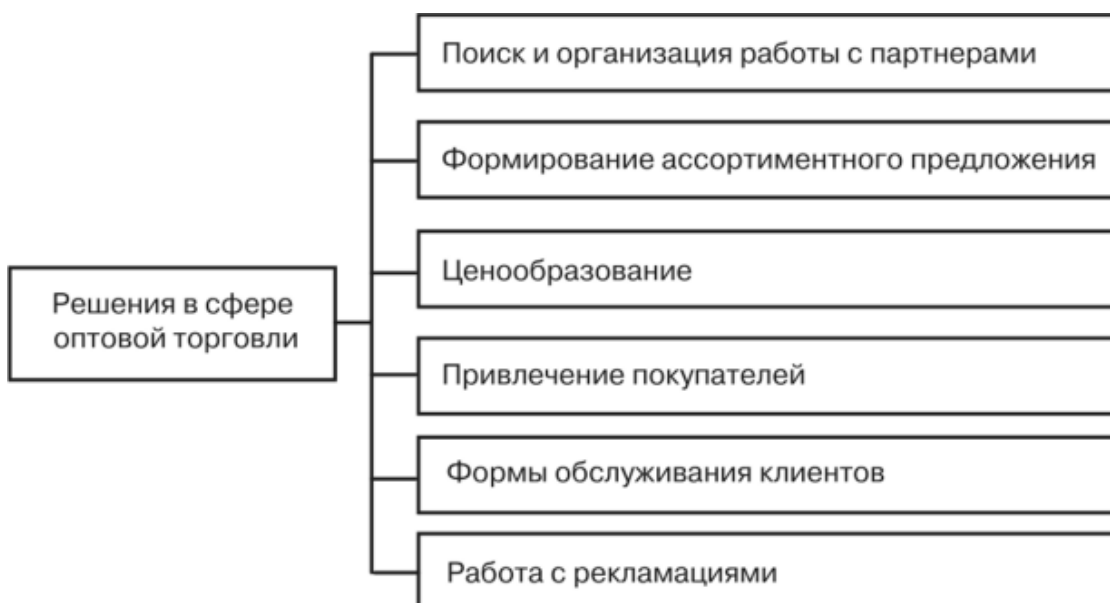 Поиск и организация работы с партнерами
Формирование ассортиментного предложения
Ценообразование
Решения в сфере
оптовой торговли
Привлечение покупателей
Формы обслуживания клиентов
Работа с рекламациями